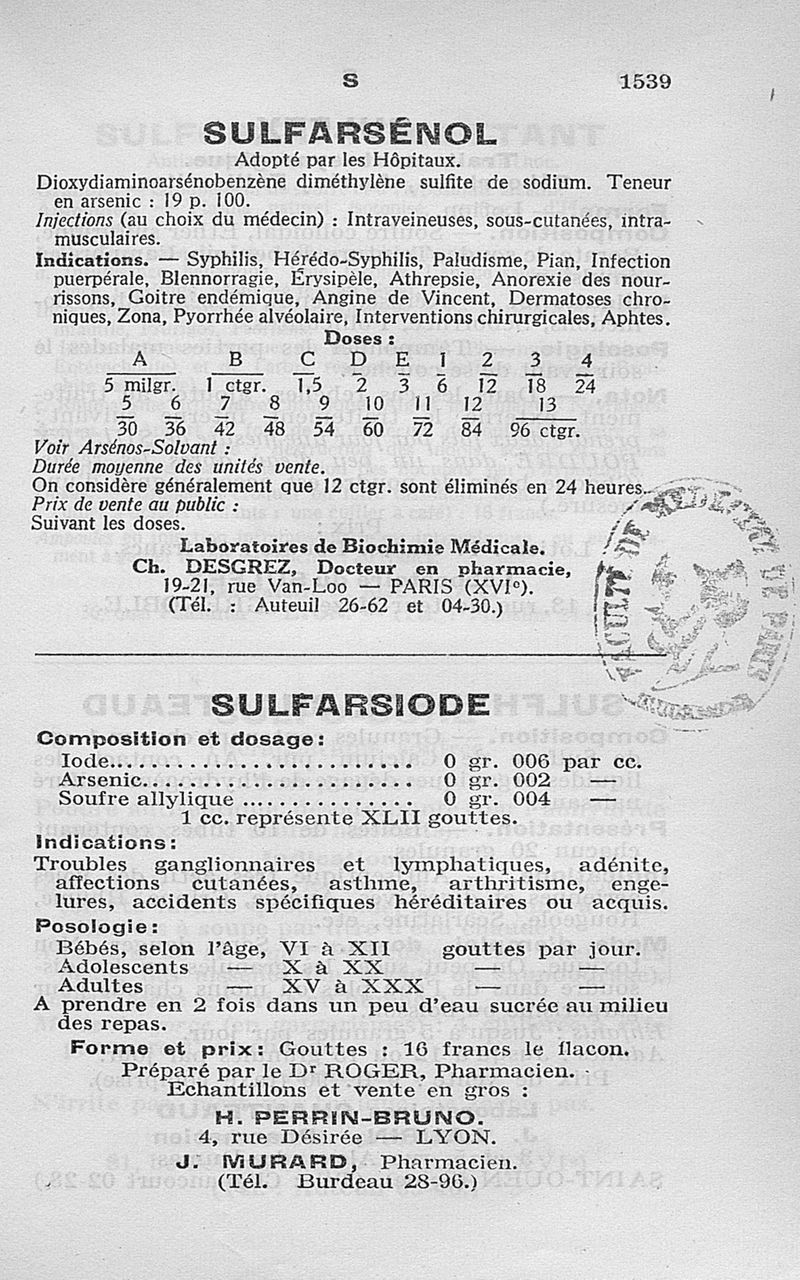 S 1539
SULFARSÉNOL
Adopté par les Hôpitaux.
Dioxydiaminoarsénobenzène diméthylène sulfite de sodium. Teneur
en arsenic : 19 p. 100.
Injections (au choix du médecin) : Intraveineuses, sous-cutanées, intra-
musculaires.
Indications. — Syphilis, Hérédo-Syphilis, Paludisme, Pian, Infection
puerpérale, Blennorragie, Érysipèle, Athrepsie, Anorexie des nour-
rissons, Goitre endémique, Angine de Vincent, Dermatoses chro-
niques, Zona, Pyorrhée alvéolaire, Interventions chirurgicales, Aphtes.
Doses :
A B C D E 1 2 3 4
5 milgr. 1 ctgr. 1,5 2 3 6 12 18 24
5 6 7 8 9 10 11 12 13
30 36 42 48 54 60 72 84 96 ctgr.
Voir Arsénos-Solvant :
Durée moyenne des unités vente.
On considère généralement que 12 ctgr. sont éliminés en 24 heures.
Prix de vente au public :
Suivant les doses.
Laboratoires de Biochimie Médicale.
Ch. DESGREZ, Docteur en pharmacie,
19-21, rue Van-Loo — PARIS (XVIe).
(Tél. : Auteuil 26-62 et 04-30.)
FACULTÉ DE MÉDECINE DE PARIS
SULFARSIODE
Composition et dosage :
Iode.......................... 0 gr. 006 par cc.
Arsenic....................... 0 gr. 002 —
Soufre allylique ................ 0 gr. 004 —
1 cc. représente XLII gouttes.
Indications :
Troubles ganglionnaires et lymphatiques, adénite,
affections cutanées, asthme, arthritisme, enge-
lures, accidents spécifiques héréditaires ou acquis.
Posologie :
Bébés, selon l'âge, VI à XII gouttes par jour.
Adolescents — X à XX — —
Adultes — XV à XXX — —
A prendre en 2 fois dans un peu d'eau sucrée au milieu
des repas.
Forme et prix : Gouttes : 16 francs le flacon.
Préparé par le Dr ROGER, Pharmacien.
Echantillons et vente en gros :
H. PERRIN-BRUNO.
4, rue Désirée — LYON.
J. MURARD, Pharmacien.
(Tél. Burdeau 28-96.)